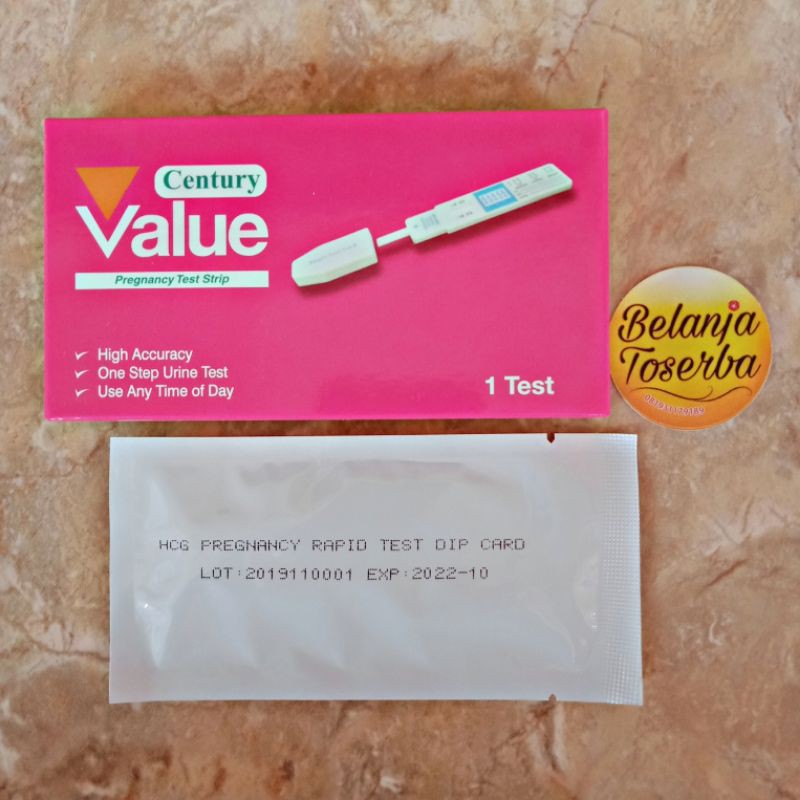 Century
Value
Pregnancy Test Strip
High Accuracy
One Step Urine Test
Use Any Time of Day
1 Test
Belanja
Toserba
081931179189
HCG PREGNANCY RAPID TEST DIP CARD
LOT:2019110001 EXP:2022-10